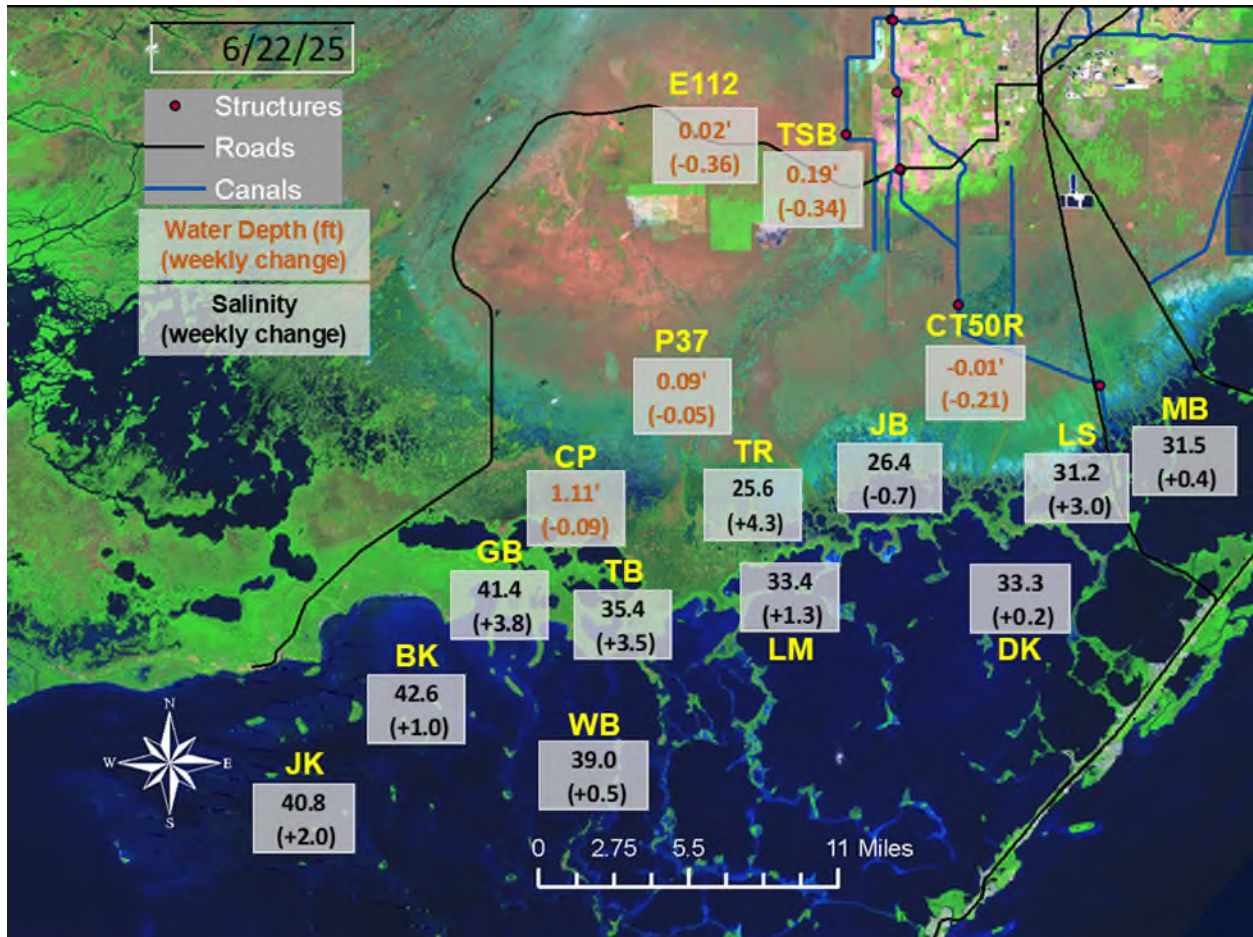 6/22/25
Structures
Roads
Canals
Water Depth (ft)
(weekly change)
Salinity
(weekly change)
E112
0.02'
(-0.36)
TSB
0.19'
(-0.34)
P37
0.09'
(-0.05)
CT50R
-0.01'
(-0.21)
CP
1.11'
(-0.09)
TR
25.6
(+4.3)
JB
26.4
(-0.7)
LS
31.2
(+3.0)
MB
31.5
(+0.4)
GB
41.4
(+3.8)
TB
35.4
(+3.5)
33.4
(+1.3)
LM
33.3
(+0.2)
DK
BK
42.6
(+1.0)
WB
39.0
(+0.5)
JK
40.8
(+2.0)
N
W E
S
0 2.75 5.5 11 Miles